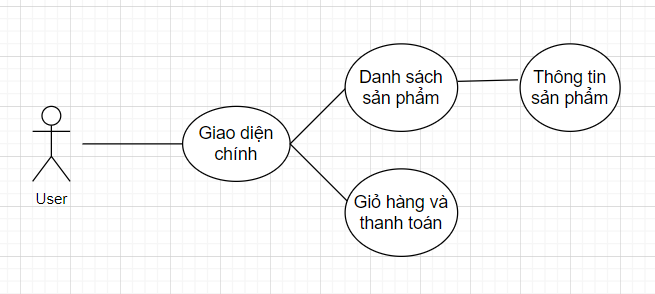 User
Giao diện
chính
Danh sách
sản phẩm
Thông tin
sản phẩm
Giỏ hàng và
thanh toán